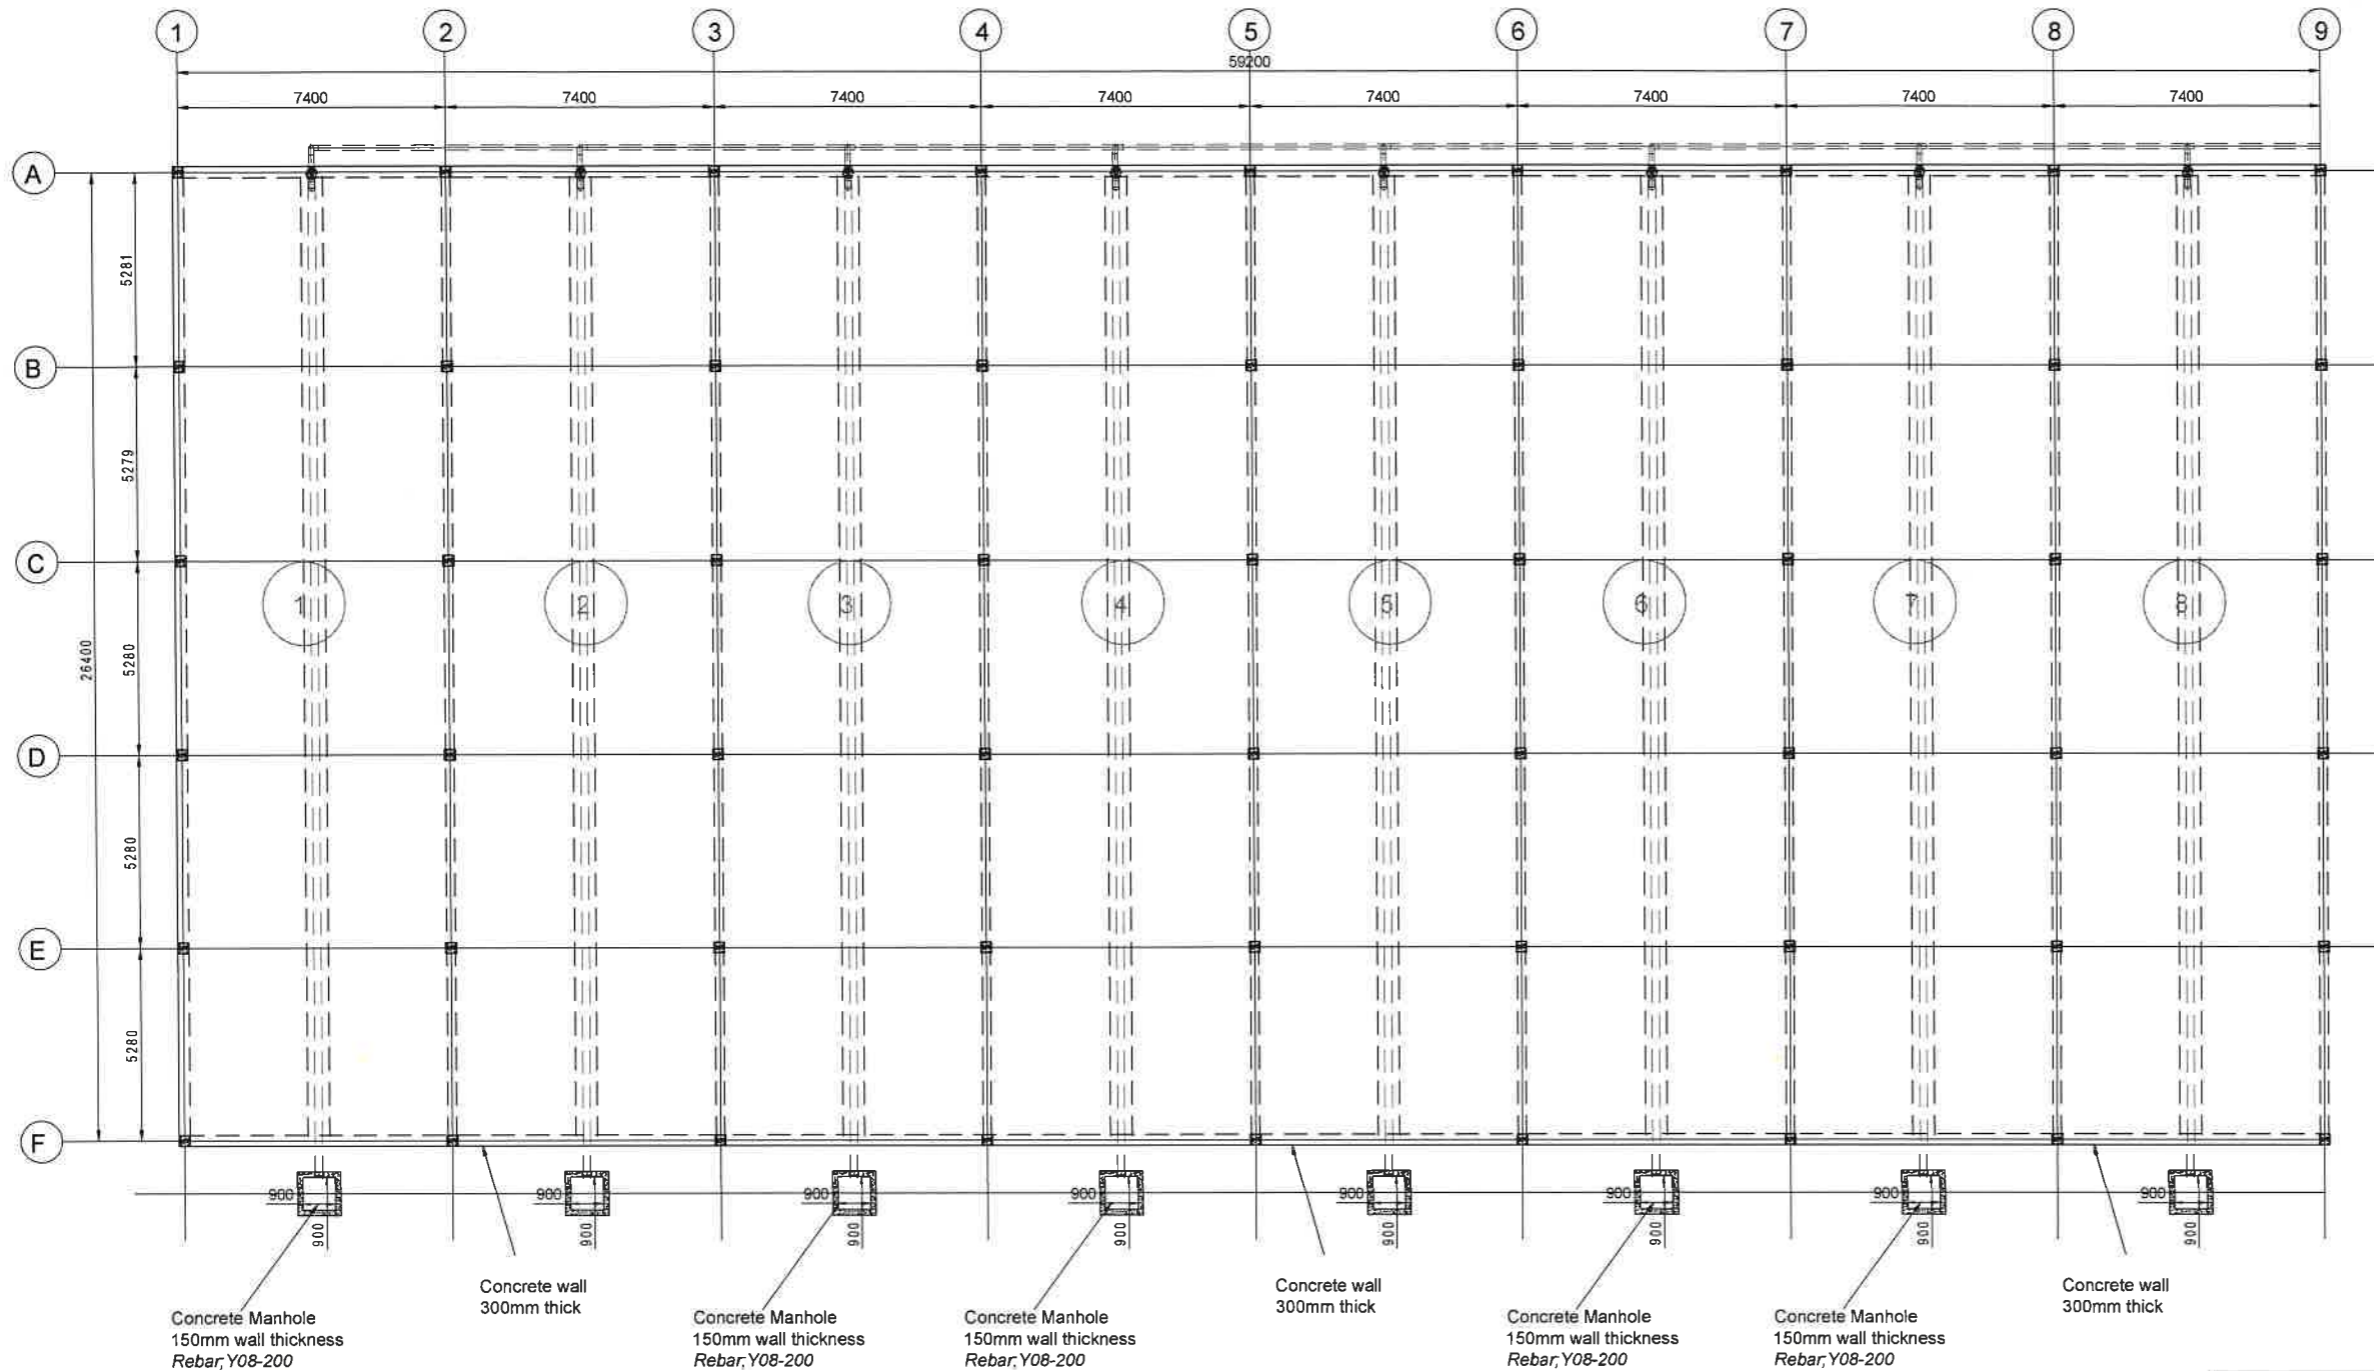 1 2 3 4 5 6 7 8 9
59200
7400 7400 7400 7400 7400 7400 7400 7400
A
5281
B
5279
C
1 2 3 4 5 6 7 8
26400
5280
D
5280
E
5280
F
900 900 900 900 900 900 900 900
900 900 900 900 900 900 900 900
Concrete wall
300mm thick
Concrete wall
300mm thick
Concrete wall
300mm thick
Concrete Manhole
150mm wall thickness
Rebar;Y08-200
Concrete Manhole
150mm wall thickness
Rebar;Y08-200
Concrete Manhole
150mm wall thickness
Rebar;Y08-200
Concrete Manhole
150mm wall thickness
Rebar;Y08-200
Concrete Manhole
150mm wall thickness
Rebar;Y08-200